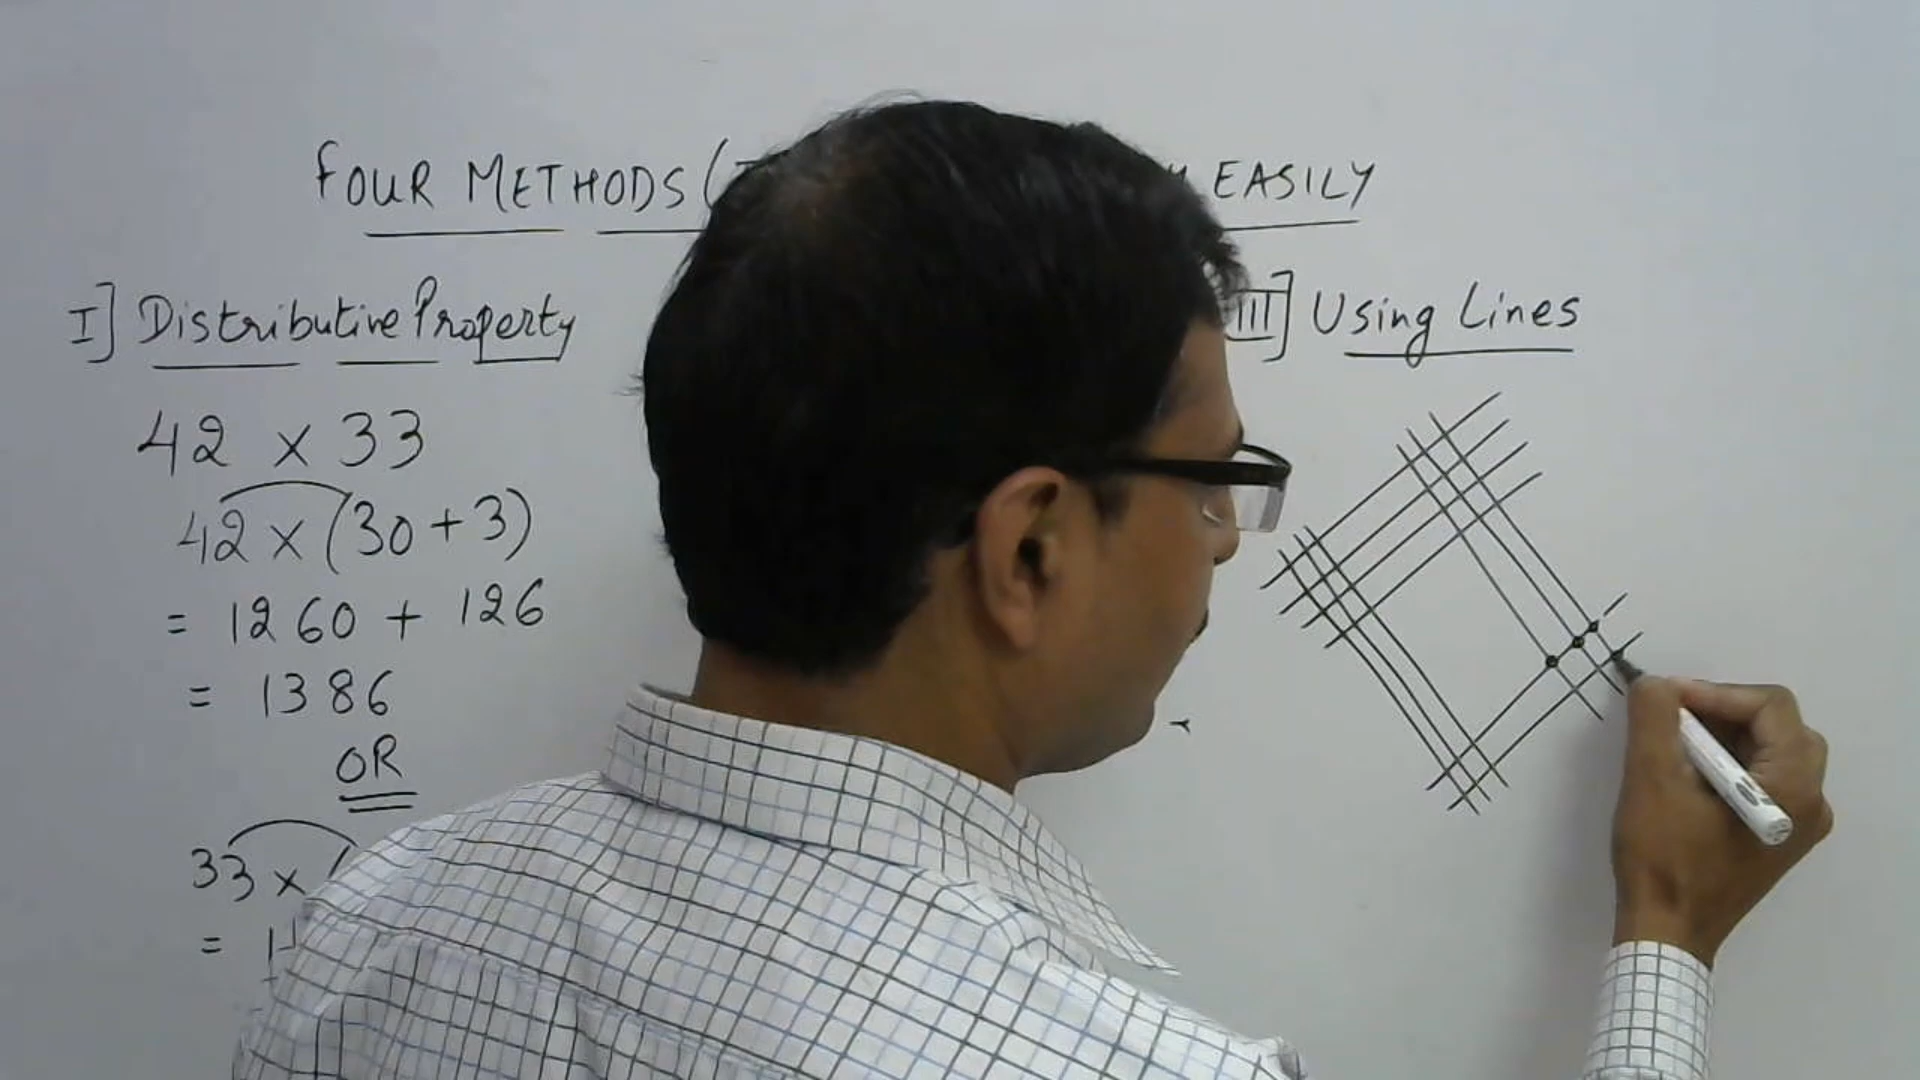 FOUR METHODS ( EASILY
I] Distributive Property
42 x 33
42 x (30 + 3)
= 1260 + 126
= 1386
OR
33 x (
=
III] Using Lines